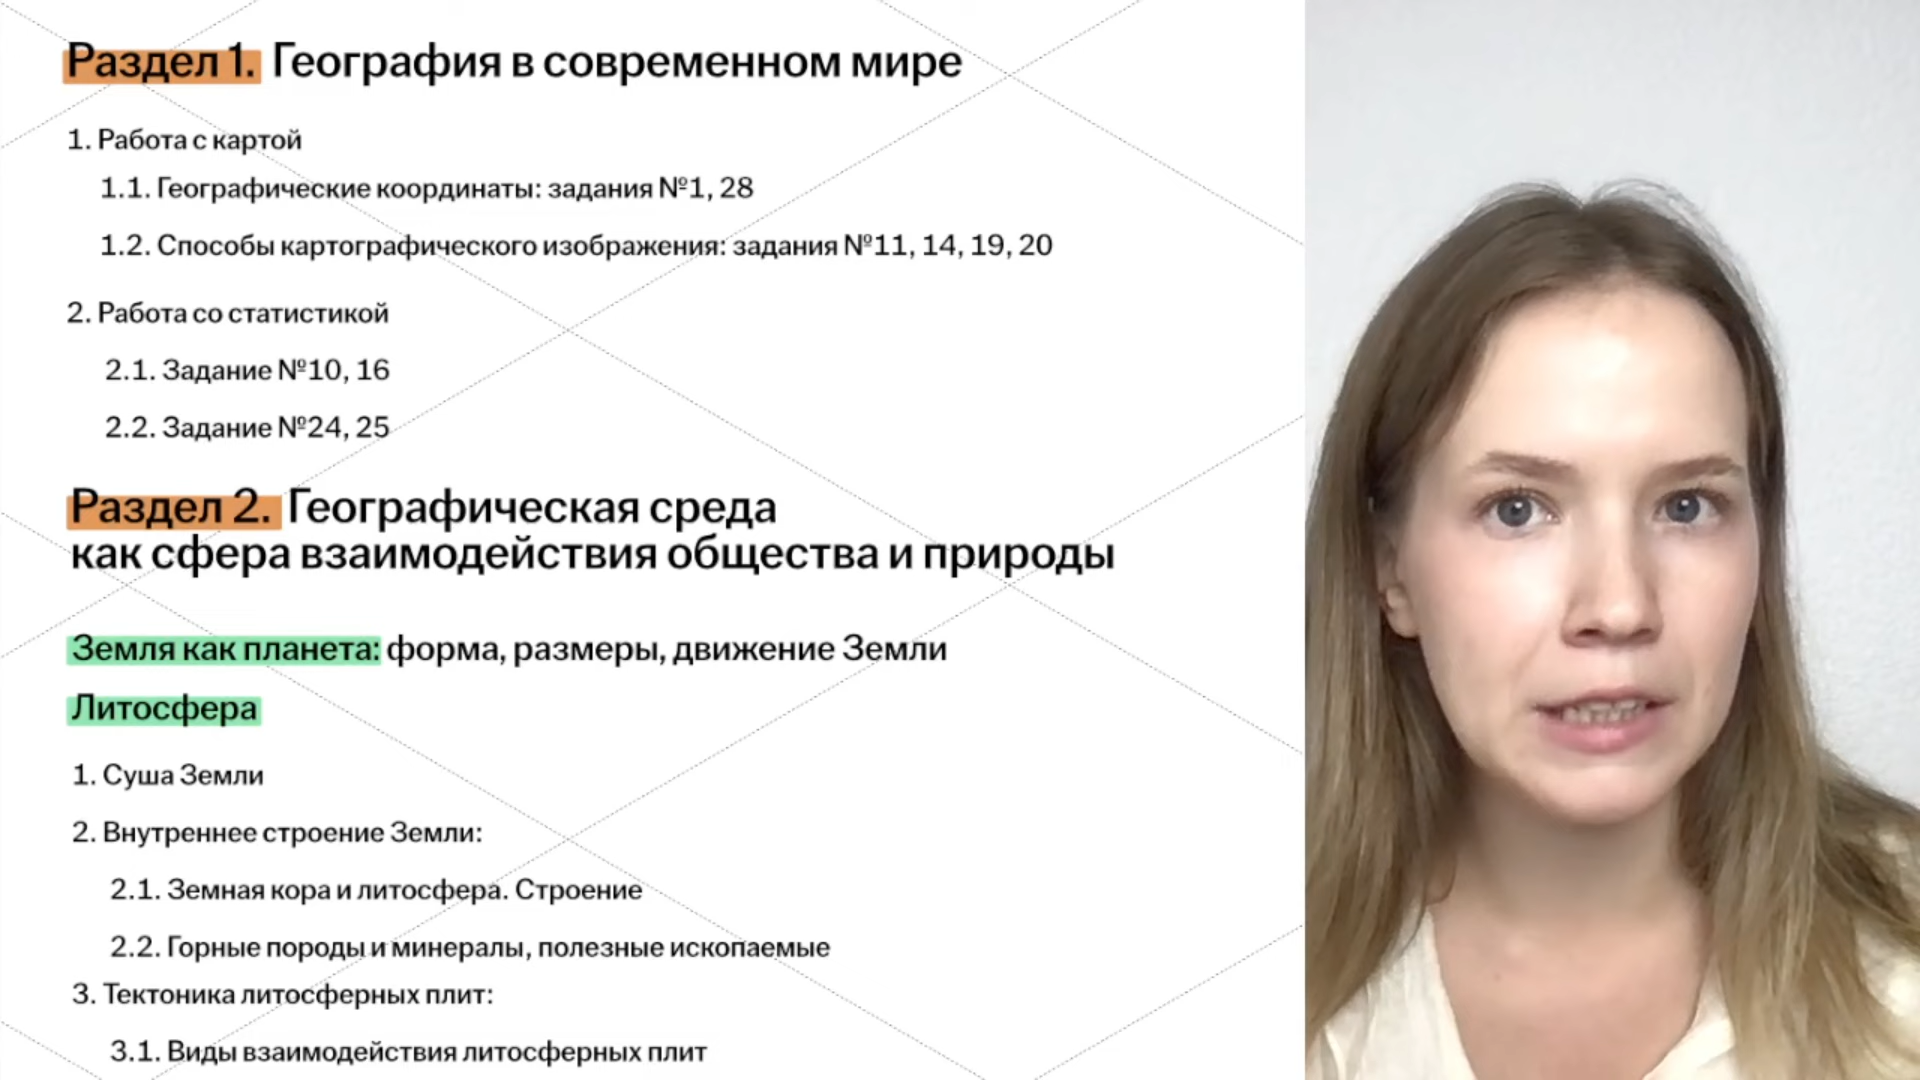 Раздел 1. География в современном мире
1. Работа с картой
1.1. Географические координаты: задания №1, 28
1.2. Способы картографического изображения: задания №11, 14, 19, 20
2. Работа со статистикой
2.1. Задание №10, 16
2.2. Задание №24, 25
Раздел 2. Географическая среда
как сфера взаимодействия общества и природы
Земля как планета: форма, размеры, движение Земли
Литосфера
1. Суша Земли
2. Внутреннее строение Земли:
2.1. Земная кора и литосфера. Строение
2.2. Горные породы и минералы, полезные ископаемые
3. Тектоника литосферных плит:
3.1. Виды взаимодействия литосферных плит